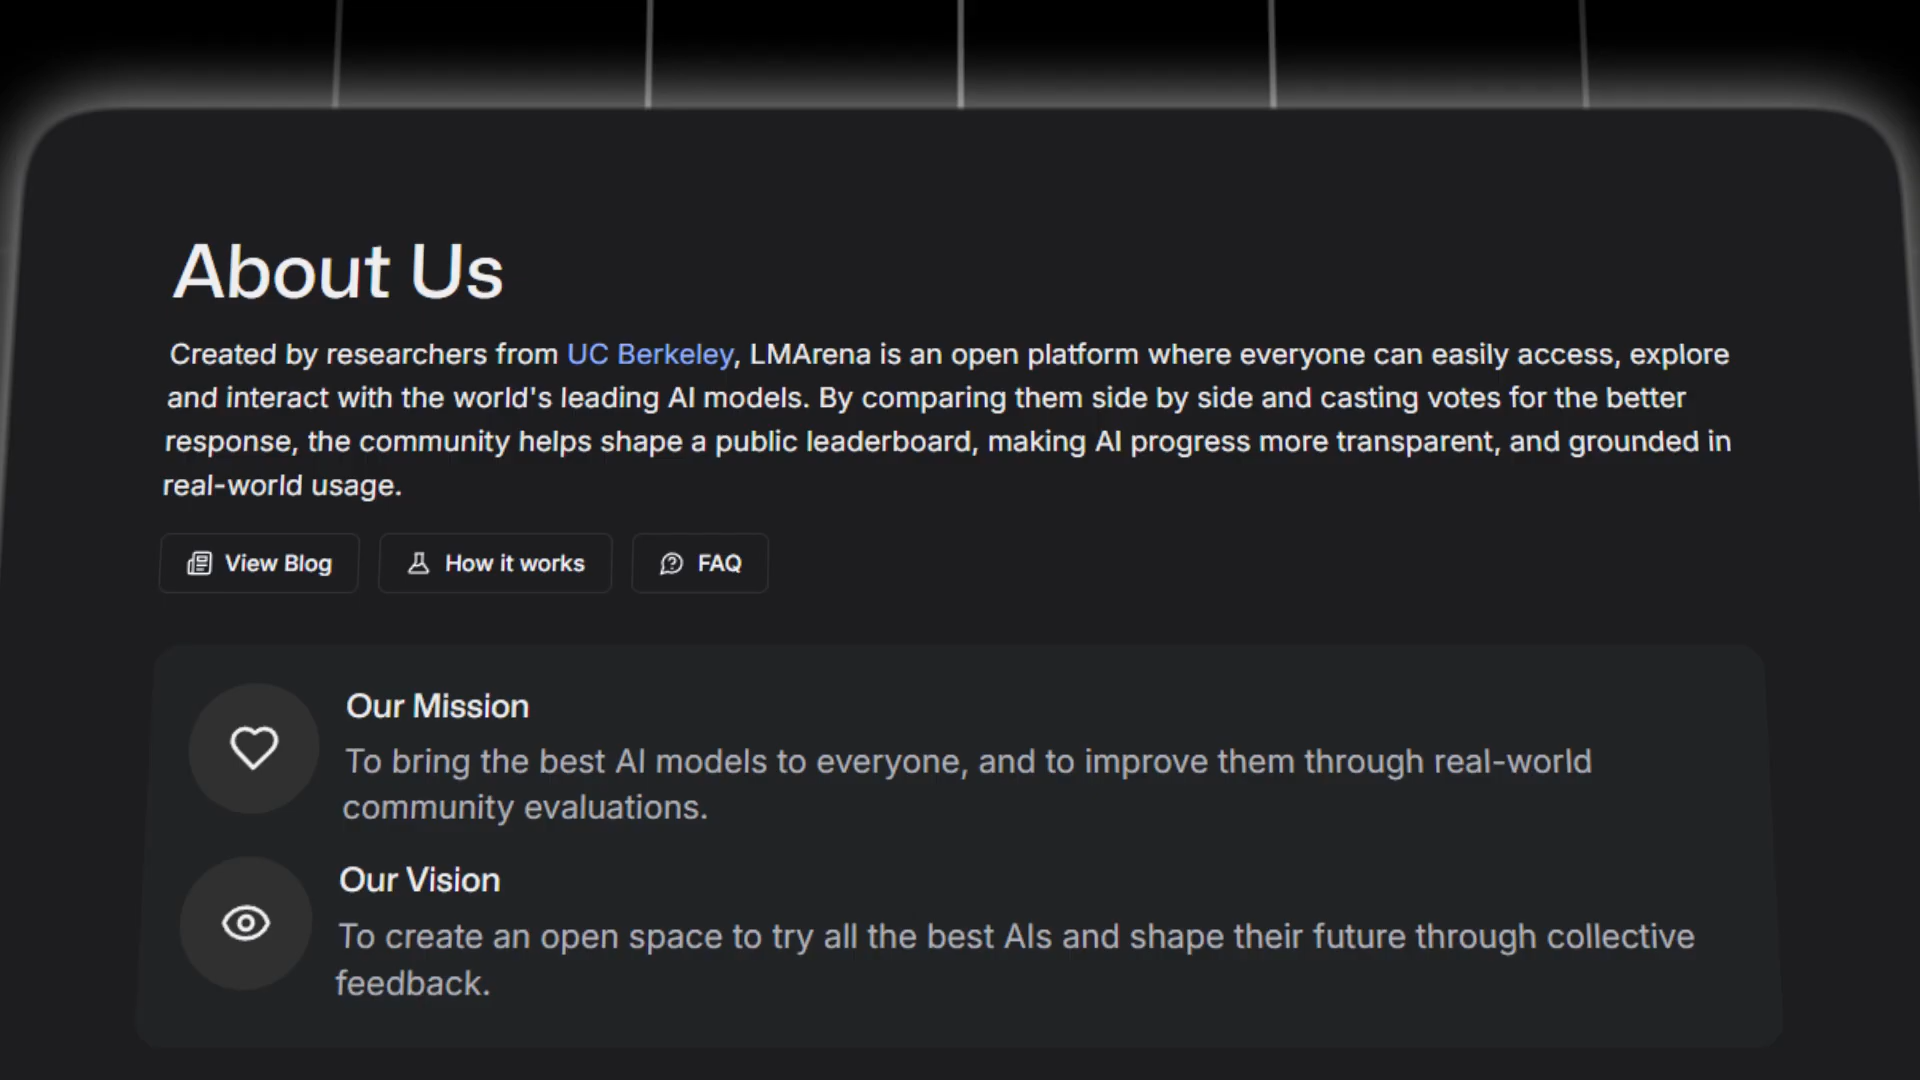 About Us
Created by researchers from UC Berkeley, LMArena is an open platform where everyone can easily access, explore
and interact with the world's leading AI models. By comparing them side by side and casting votes for the better
response, the community helps shape a public leaderboard, making AI progress more transparent, and grounded in
real-world usage.
View Blog
How it works
FAQ
Our Mission
To bring the best AI models to everyone, and to improve them through real-world
community evaluations.
Our Vision
To create an open space to try all the best AIs and shape their future through collective
feedback.